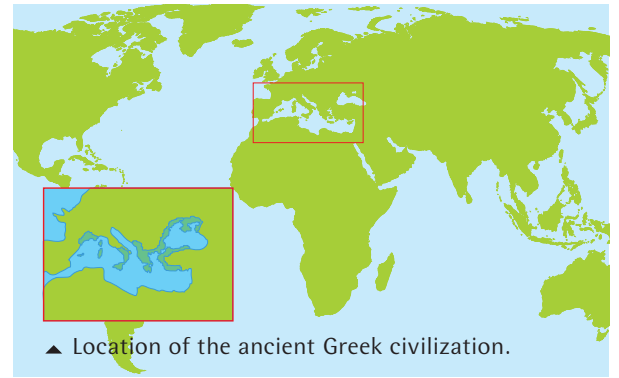 ▲ Location of the ancient Greek civilization.